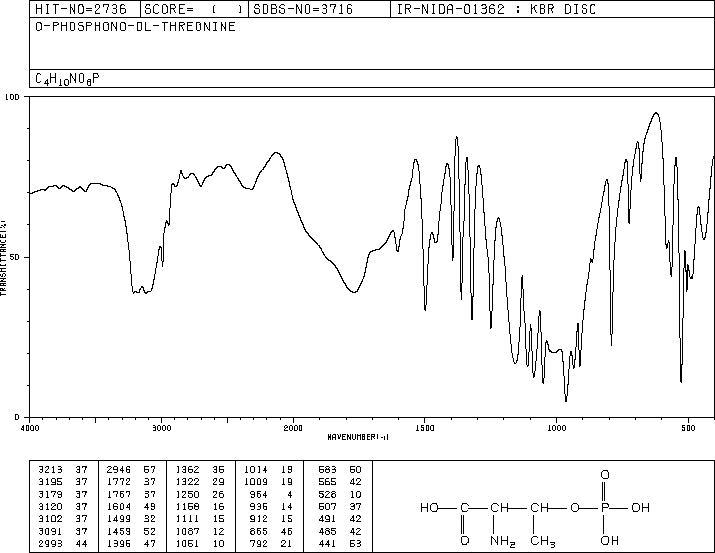 HIT-NO=2736 SCORE= ( ) SDBS-NO=3716 IR-NIDA-01362 : KBR DISC
O-PHOSPHONO-DL-THREONINE
C4H10NO6P
100
TRANSMITTANCE(%)
50
0
4000 3000 2000 1500 1000 500
WAVENUMBER(-1)
3213 37 2946 57 1362 35 1014 19 583 50
3195 37 1772 37 1322 29 1009 19 565 42
3179 37 1767 37 1250 26 964 4 528 10
3120 37 1604 49 1158 16 936 14 507 37
3102 37 1499 32 1111 15 912 15 491 42
3091 37 1459 52 1087 12 865 46 485 42
2993 44 1395 47 1051 10 792 21 441 53
O
HO C CH CH O P OH
O NH2 CH3 OH